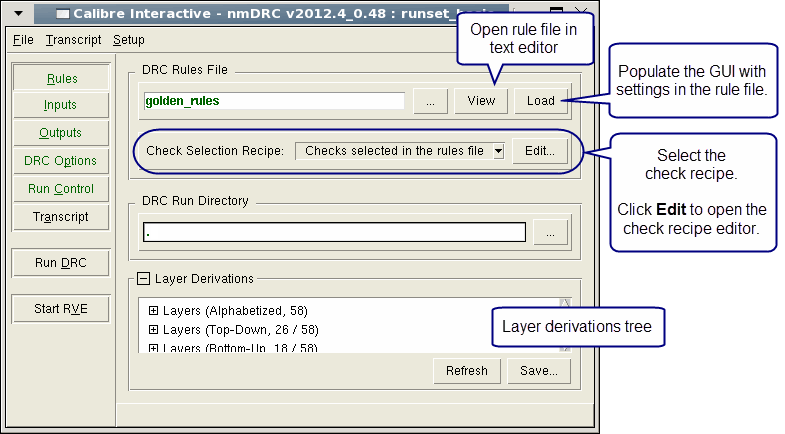 Calibre Interactive - nmDRC v2012.4_0.48 : runset_
File Transcript Setup
Open rule file in
text editor
Rules
Inputs
Outputs
DRC Options
Run Control
Transcript
Run DRC
Start RVE
DRC Rules File
golden_rules
...
View
Load
Populate the GUI with
settings in the rule file.
Check Selection Recipe:
Checks selected in the rules file
Edit...
Select the
check recipe.
Click Edit to open the
check recipe editor.
DRC Run Directory
.
...
Layer Derivations
Layers (Alphabetized, 58)
Layers (Top-Down, 26 / 58)
Layers (Bottom-Up, 18 / 58)
Layer derivations tree
Refresh
Save...